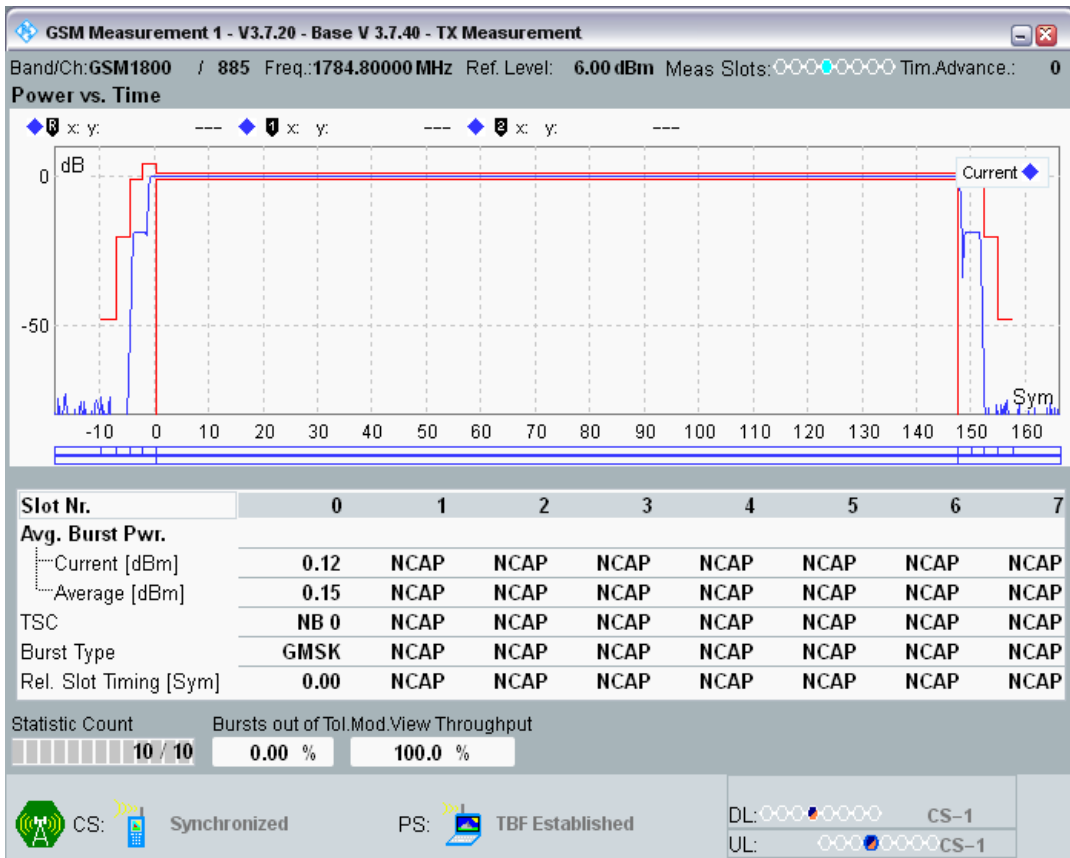 GSM Measurement 1 - V3.7.20 - Base V 3.7.40 - TX Measurement
Band/Ch:GSM1800 / 885 Freq.:1784.80000 MHz Ref. Level: 6.00 dBm Meas Slots: Tim.Advance.: 0
Power vs. Time
R x: y: --- 1 x: y: --- 2 x: y: ---
dB
0
Current
-50
Sym
-10 0 10 20 30 40 50 60 70 80 90 100 110 120 130 140 150 160
Slot Nr. 0 1 2 3 4 5 6 7
Avg. Burst Pwr.
Current [dBm] 0.12 NCAP NCAP NCAP NCAP NCAP NCAP NCAP
Average [dBm] 0.15 NCAP NCAP NCAP NCAP NCAP NCAP NCAP
TSC NB 0 NCAP NCAP NCAP NCAP NCAP NCAP NCAP
Burst Type GMSK NCAP NCAP NCAP NCAP NCAP NCAP NCAP
Rel. Slot Timing [Sym] 0.00 NCAP NCAP NCAP NCAP NCAP NCAP NCAP
Statistic Count Bursts out of Tol.Mod.View Throughput
10 / 10 0.00 % 100.0 %
CS: Synchronized PS: TBF Established
DL: CS-1
UL: CS-1